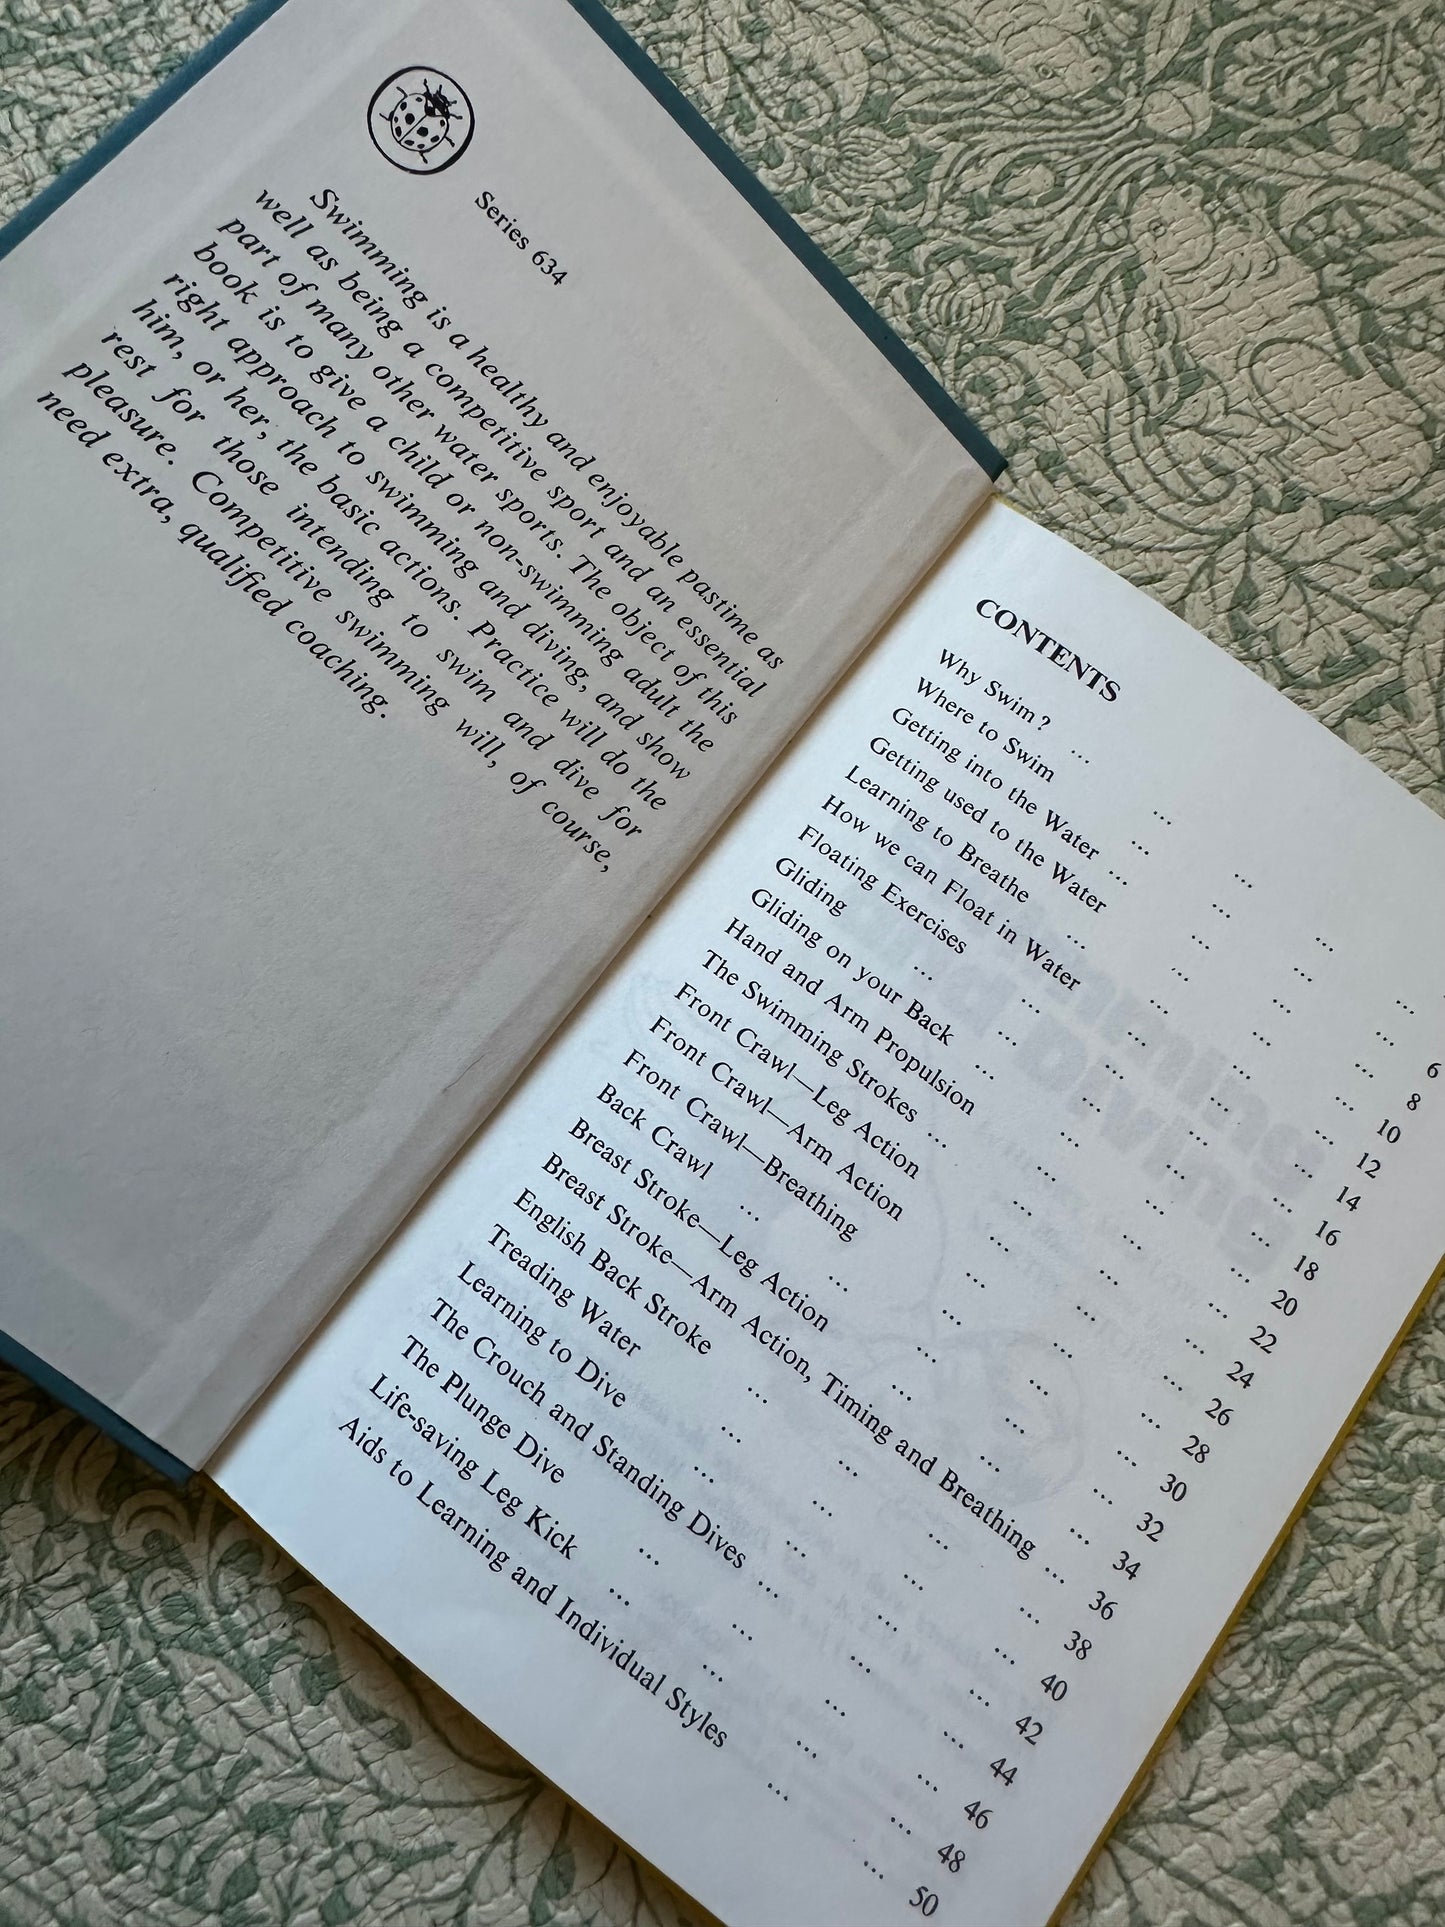 Series 634
Swimming is a healthy and enjoyable pastime as
well as being a competitive sport and an essential
part of many other water sports. The object of this
book is to give a child or non-swimming adult the
right approach to swimming and diving, and show
him, or her, the basic actions. Practice will do the
rest for those intending to swim and dive for
pleasure. Competitive swimming will, of course,
need extra, qualified coaching.
CONTENTS
Why Swim? ... ... ... ... ...
Where to Swim ... ... ... ... 6
Getting into the Water ... ... ... ... 8
Getting used to the Water ... ... ... 10
Learning to Breathe ... ... ... ... 12
How we can Float in Water ... ... ... 14
Floating Exercises ... ... ... ... 16
Gliding ... ... ... ... ... 18
Gliding on your Back ... ... ... ... 20
Hand and Arm Propulsion ... ... ... 22
The Swimming Strokes ... ... ... ... 24
Front Crawl—Leg Action ... ... ... 26
Front Crawl—Arm Action ... ... ... 28
Front Crawl—Breathing ... ... ... 30
Back Crawl ... ... ... ... ... 32
Breast Stroke—Leg Action ... ... ... 34
Breast Stroke—Arm Action, Timing and Breathing ... 36
English Back Stroke ... ... ... ... 38
Treading Water ... ... ... ... 40
Learning to Dive ... ... ... ... 42
The Crouch and Standing Dives ... ... ... 44
The Plunge Dive ... ... ... ... 46
Life-saving Leg Kick ... ... ... ... 48
Aids to Learning and Individual Styles ... ... 50